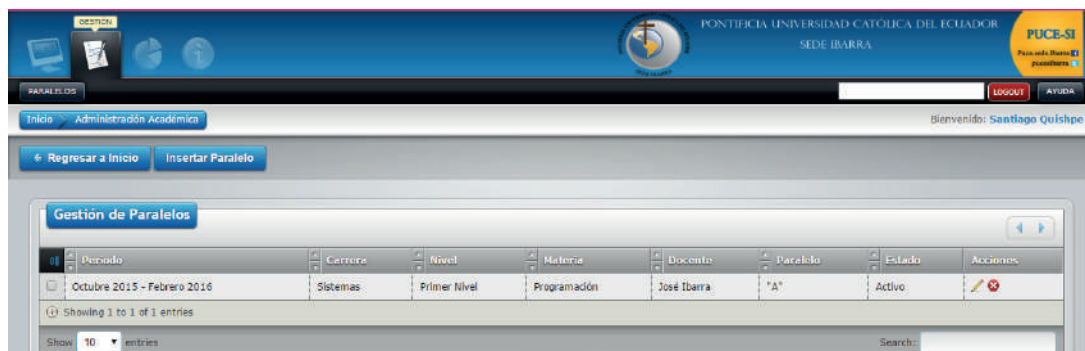 GESTIÓN
PONTIFICIA UNIVERSIDAD CATÓLICA DEL ECUADOR
SEDE IBARRA
PUCE-SI
PARALELOS
LOGOUT AYUDA
Inicio Administración Académica
Bienvenido: Santiago Quishpe
Regresar a Inicio Insertar Paralelo
Gestión de Paralelos
Periodo Carrera Nivel Materia Docente Paralelo Estado Acciones
Octubre 2015 - Febrero 2016 Sistemas Primer Nivel Programación José Ibarra "A" Activo
Showing 1 to 1 of 1 entries
Show 10 entries Search: